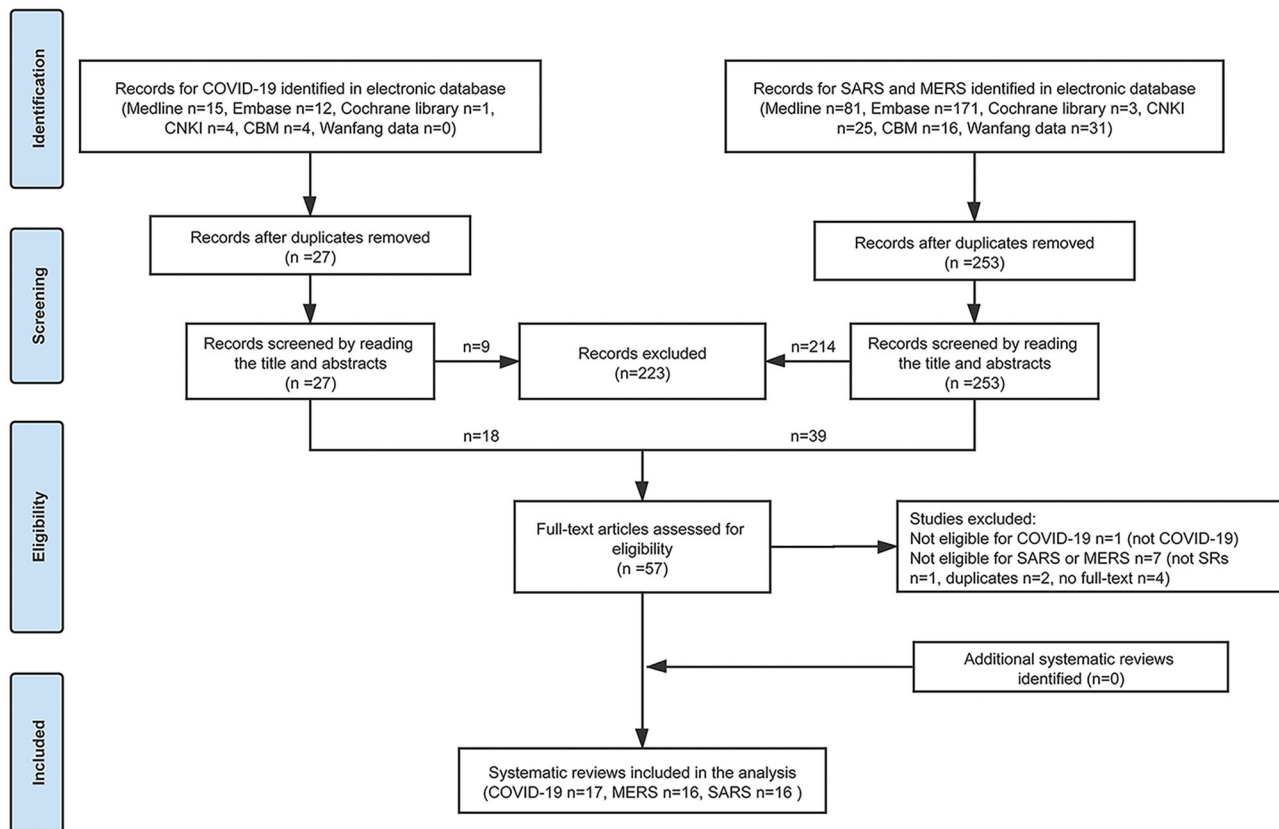 Identification
Records for COVID-19 identified in electronic database
(Medline n=15, Embase n=12, Cochrane library n=1,
CNKI n=4, CBM n=4, Wanfang data n=0)
Records for SARS and MERS identified in electronic database
(Medline n=81, Embase n=171, Cochrane library n=3, CNKI
n=25, CBM n=16, Wanfang data n=31)
Screening
Records after duplicates removed
(n =27)
Records after duplicates removed
(n =253)
Records screened by reading
the title and abstracts
(n =27)
n=9
Records excluded
(n=223)
n=214
Records screened by reading
the title and abstracts
(n =253)
n=18
n=39
Eligibility
Full-text articles assessed for
eligibility
(n =57)
Studies excluded:
Not eligible for COVID-19 n=1 (not COVID-19)
Not eligible for SARS or MERS n=7 (not SRs
n=1, duplicates n=2, no full-text n=4)
Additional systematic reviews
identified (n=0)
Included
Systematic reviews included in the analysis
(COVID-19 n=17, MERS n=16, SARS n=16 )